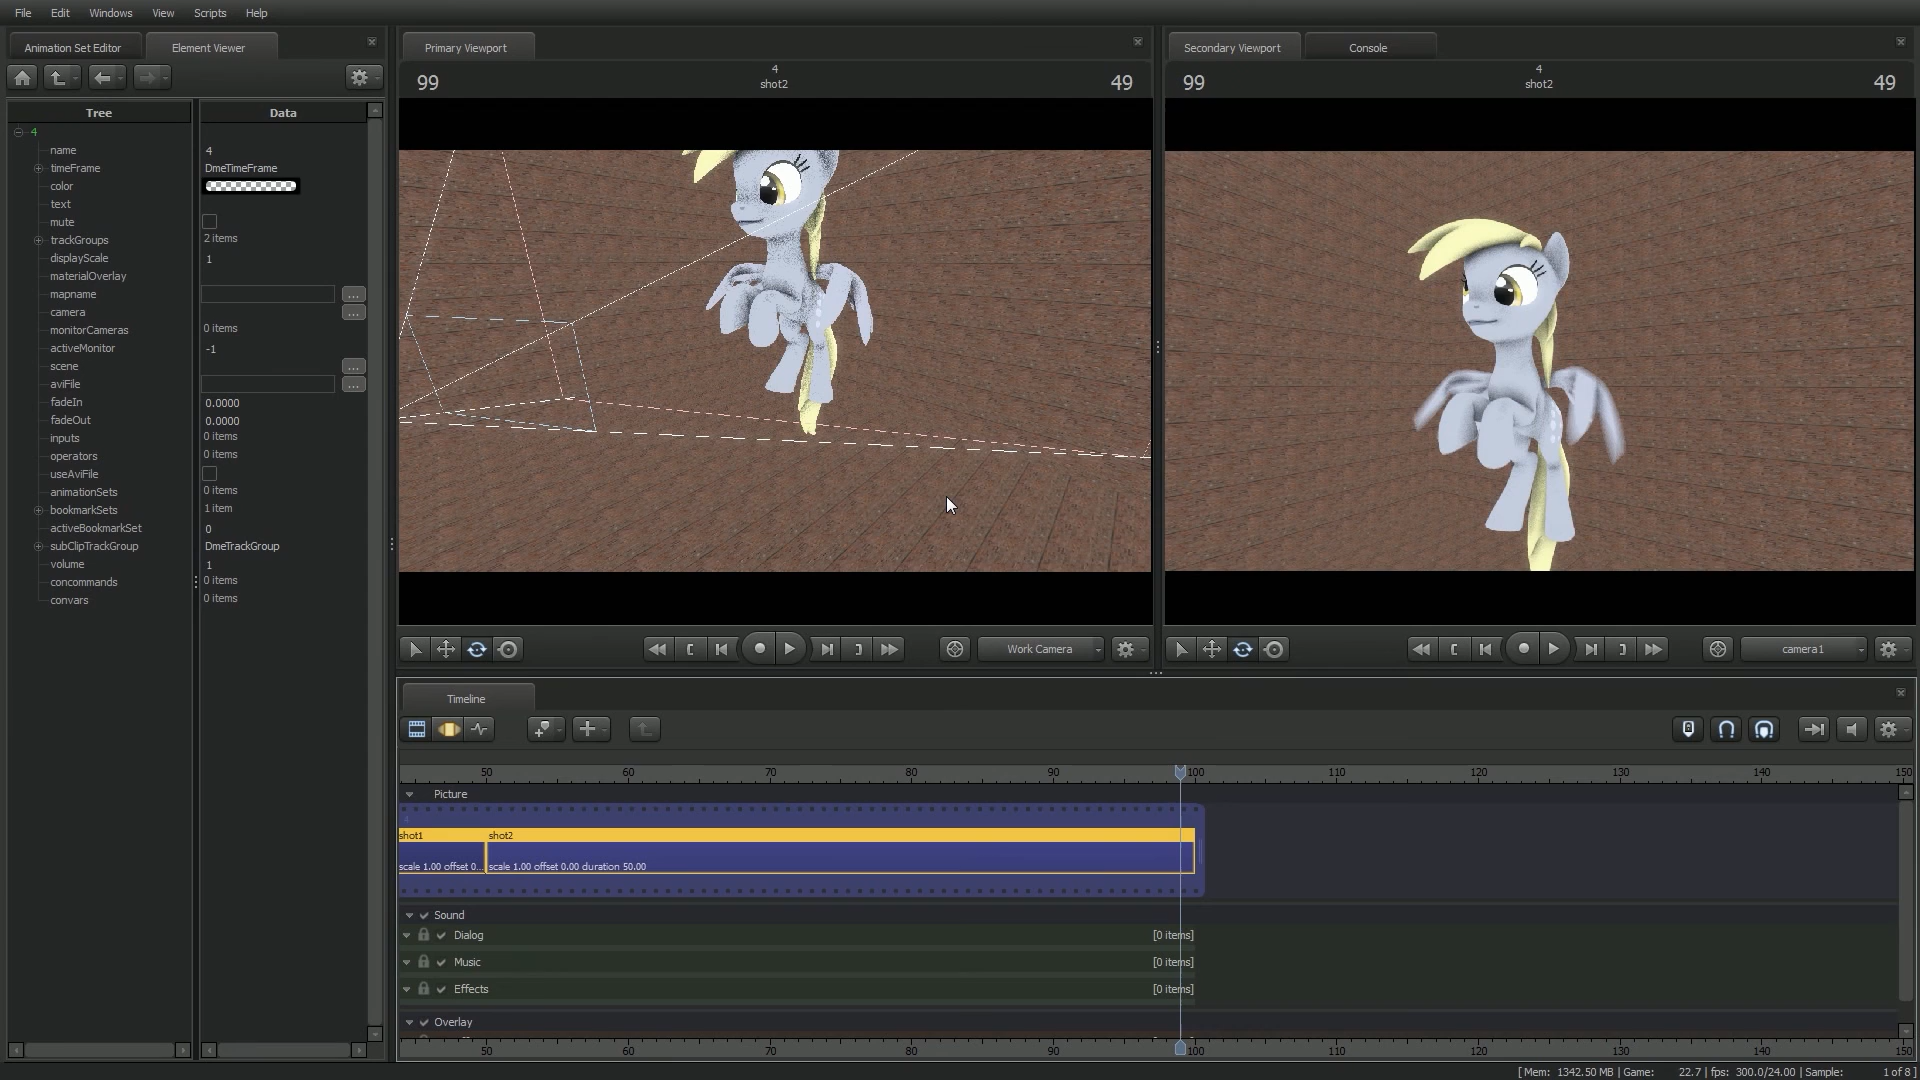 File Edit Windows View Scripts Help
Animation Set Editor Element Viewer
Primary Viewport
Secondary Viewport Console
99 4 49
shot2
99 4 49
shot2
Tree Data
4
name 4
timeFrame DmeTimeFrame
color
text
mute
trackGroups 2 items
displayScale 1
materialOverlay
mapname ...
camera ...
monitorCameras 0 items
activeMonitor -1
scene ...
aviFile ...
fadeIn 0.0000
fadeOut 0.0000
inputs 0 items
operators 0 items
useAviFile
animationSets 0 items
bookmarkSets 1 item
activeBookmarkSet 0
subClipTrackGroup DmeTrackGroup
volume 1
concommands 0 items
convars 0 items
Work Camera
camera1
Timeline
50 60 70 80 90 100 110 120 130 140 150
Picture
4
shot1 shot2
scale 1.00 offset 0... scale 1.00 offset 0.00 duration 50.00
Sound
Dialog [0 items]
Music [0 items]
Effects [0 items]
Overlay
50 60 70 80 90 100 110 120 130 140 150
[ Mem: 1342.50 MB | Game: 22.7 | fps: 300.0/24.00 | Sample: 1 of 8 ]